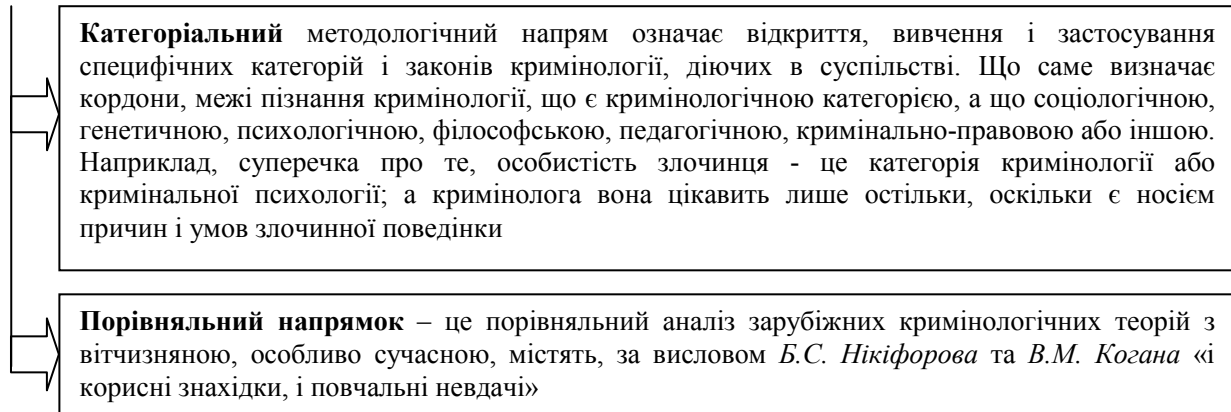 Категоріальний методологічний напрям означає відкриття, вивчення і застосування
специфічних категорій і законів кримінології, діючих в суспільстві. Що саме визначає
кордони, межі пізнання кримінології, що є кримінологічною категорією, а що соціологічною,
генетичною, психологічною, філософською, педагогічною, кримінально-правовою або іншою.
Наприклад, суперечка про те, особистість злочинця - це категорія кримінології або
кримінальної психології; а кримінолога вона цікавить лише остільки, оскільки є носієм
причин і умов злочинної поведінки
Порівняльний напрямок – це порівняльний аналіз зарубіжних кримінологічних теорій з
вітчизняною, особливо сучасною, містять, за висловом Б.С. Нікіфорова та В.М. Когана «і
корисні знахідки, і повчальні невдачі»